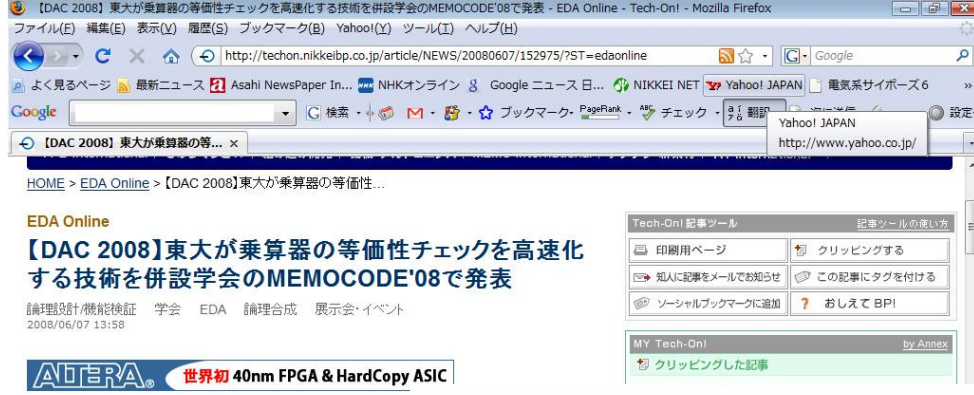 【DAC 2008】東大が乗算器の等価性チェックを高速化する技術を併設学会のMEMOCODE'08で発表 - EDA Online - Tech-On! - Mozilla Firefox
ファイル(F) 編集(E) 表示(V) 履歴(S) ブックマーク(B) Yahoo!(Y) ツール(T) ヘルプ(H)
http://techon.nikkeibp.co.jp/article/NEWS/20080607/152975/?ST=edaonline
Google
よく見るページ 最新ニュース Asahi NewsPaper In... NHKオンライン Google ニュース 日... NIKKEI NET Yahoo! JAPAN 電気系サイボーズ6 »
Google 検索 ブックマーク PageRank チェック 翻訳 設定
Yahoo! JAPAN
http://www.yahoo.co.jp/
【DAC 2008】東大が乗算器の等... ×
HOME > EDA Online > 【DAC 2008】東大が乗算器の等価性...
EDA Online
【DAC 2008】東大が乗算器の等価性チェックを高速化
する技術を併設学会のMEMOCODE'08で発表
論理設計/機能検証 学会 EDA 論理合成 展示会・イベント
2008/06/07 13:58
ALTERA® 世界初 40nm FPGA & HardCopy ASIC
Tech-On! 記事ツール 記事ツールの使い方
印刷用ページ クリッピングする
知人に記事をメールでお知らせ この記事にタグを付ける
ソーシャルブックマークに追加 ? おしえて BP!
MY Tech-On! by Annex
クリッピングした記事